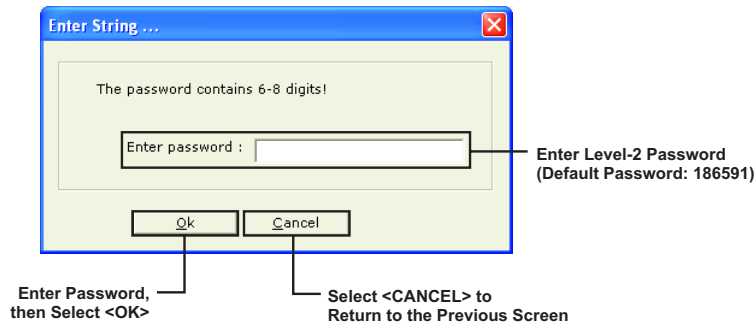 Enter String ...
The password contains 6-8 digits!
Enter password :
Enter Level-2 Password
(Default Password: 186591)
Ok
Cancel
Enter Password,
then Select <OK>
Select <CANCEL> to
Return to the Previous Screen